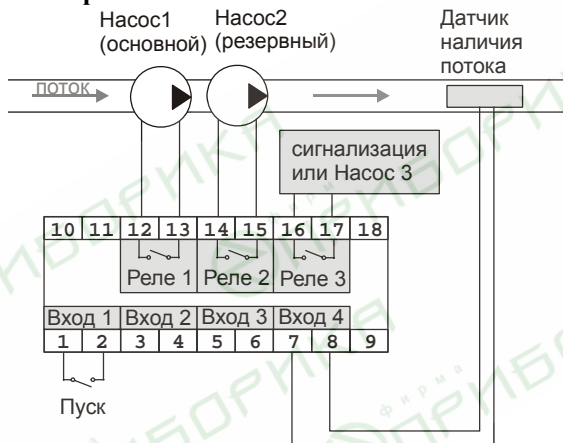 Насос1
(основной)
Насос2
(резервный)
Датчик
наличия
потока
поток
сигнализация
или Насос 3
10 11 12 13 14 15 16 17 18
Реле 1 Реле 2 Реле 3
Вход 1 Вход 2 Вход 3 Вход 4
1 2 3 4 5 6 7 8 9
Пуск